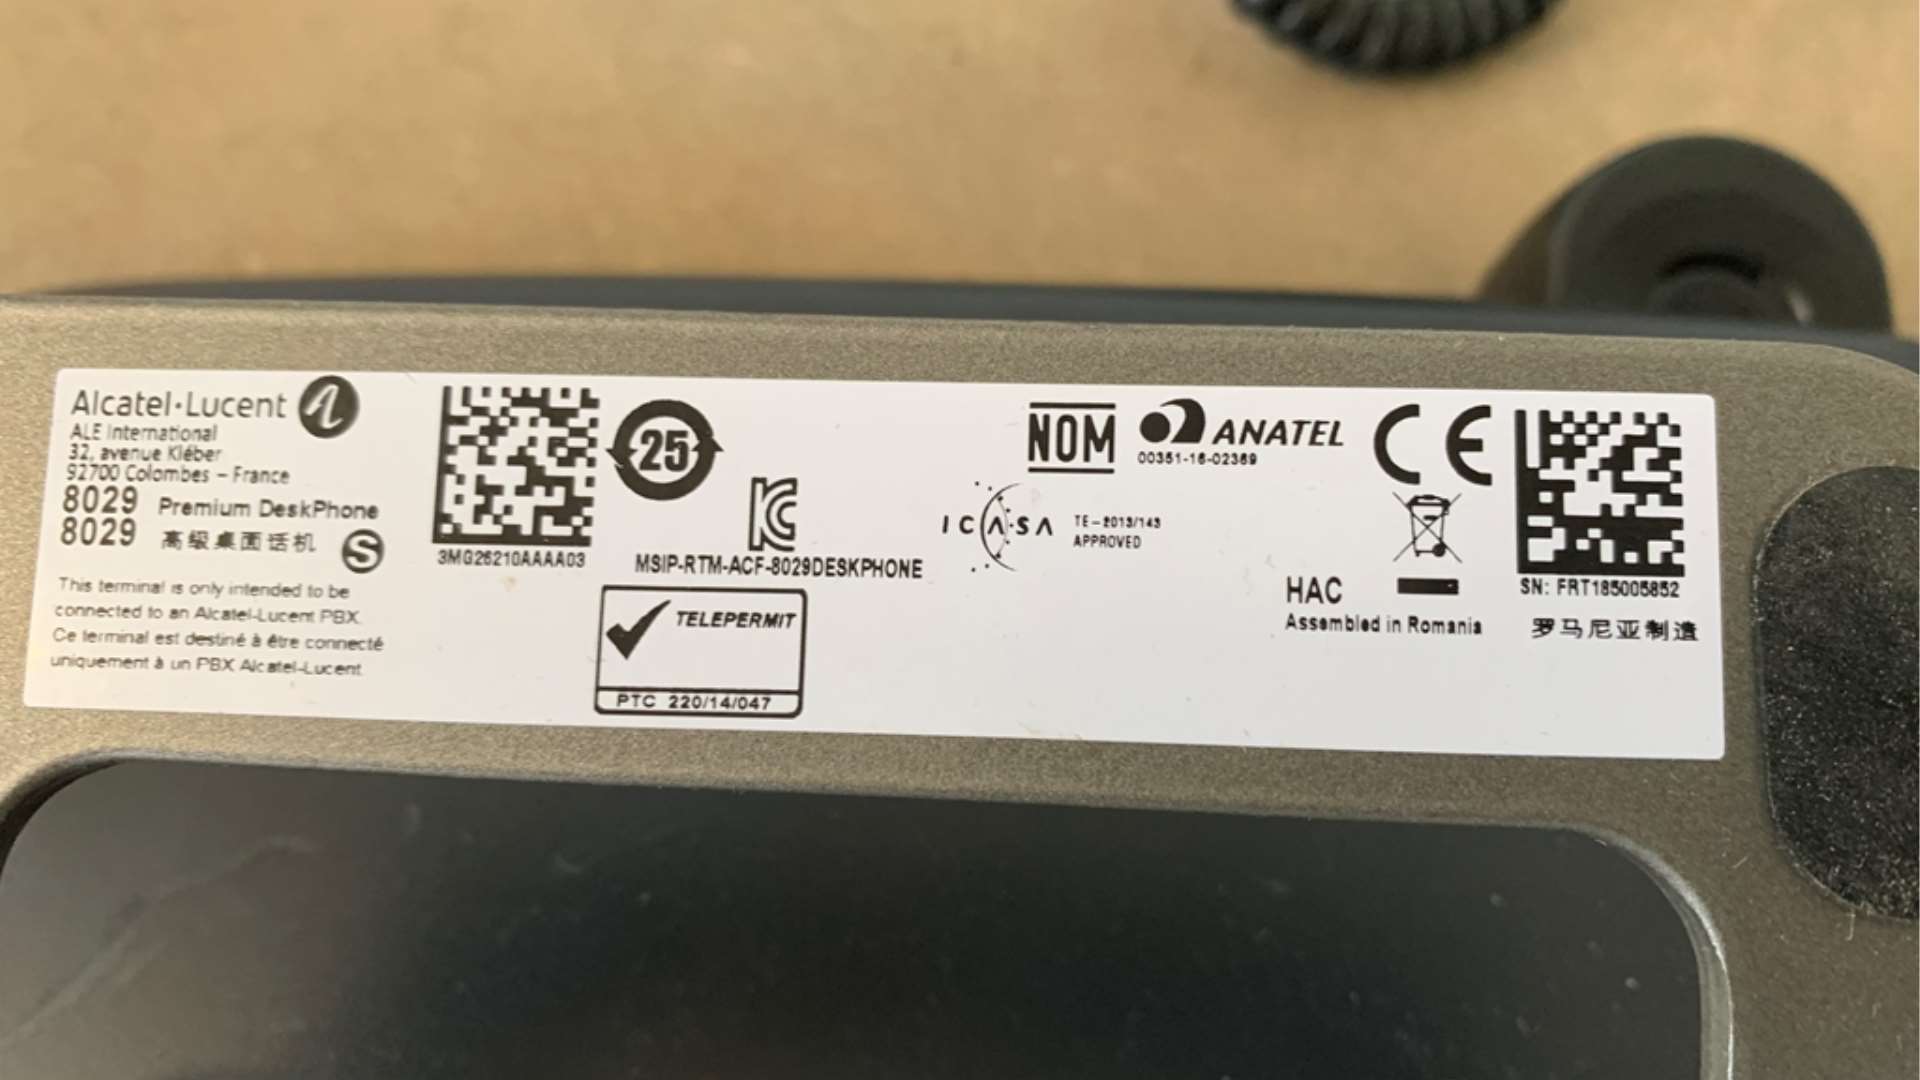 Alcatel·Lucent
ALE International
32, avenue Kléber
92700 Colombes – France
8029 Premium DeskPhone
8029 高级桌面话机 S
This terminal is only intended to be
connected to an Alcatel-Lucent PBX.
Ce terminal est destiné à être connecté
uniquement à un PBX Alcatel-Lucent.
3MG26210AAAA03
25
MSIP-RTM-ACF-8029DESKPHONE
TELEPERMIT
PTC 220/14/047
NOM
ANATEL
00351-16-02369
ICASA
TE-2013/143
APPROVED
CE
HAC
Assembled in Romania
SN: FRT185005852
罗马尼亚制造